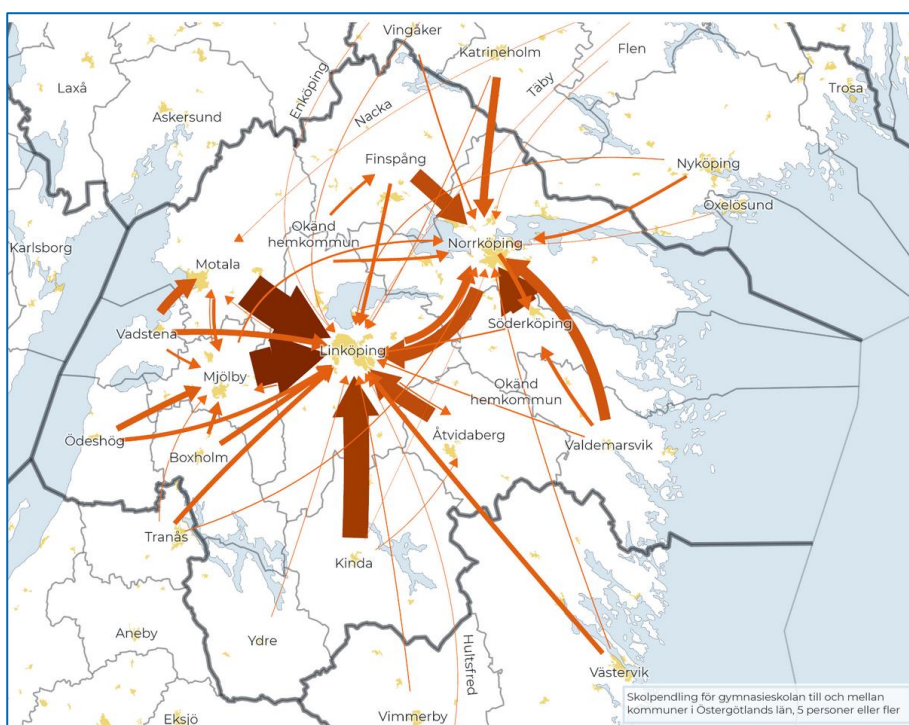 Vingåker
Katrineholm
Flen
Laxå
Enköping
Nacka
Täby
Trosa
Askersund
Finspång
Nyköping
Oxelösund
Okänd
hemkommun
Karlsborg
Norrköping
Motala
Vadstena
Söderköping
Linköping
Mjölby
Okänd
hemkommun
Ödeshög
Åtvidaberg
Valdemarsvik
Boxholm
Tranås
Kinda
Aneby
Ydre
Hultsfred
Västervik
Vimmerby
Eksjö
Skolpendling för gymnasieskolan till och mellan
kommuner i Östergötlands län, 5 personer eller fler